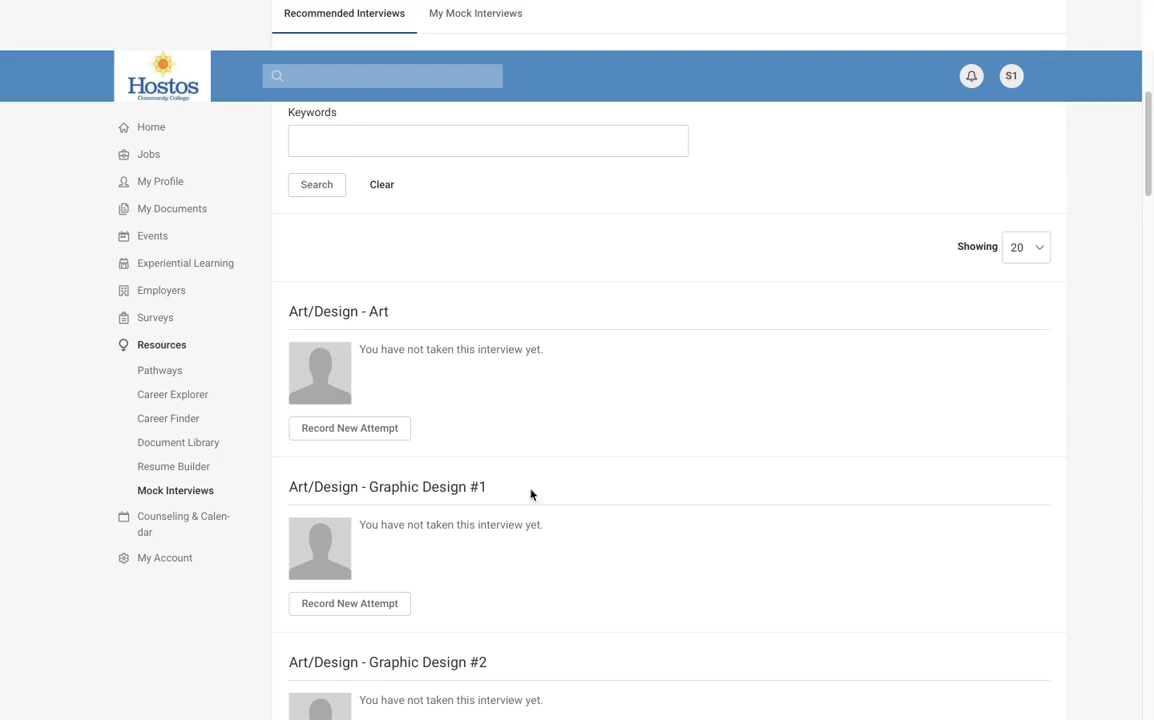 Recommended Interviews
My Mock Interviews
Hostos
Community College
S1
Home
Jobs
My Profile
My Documents
Events
Experiential Learning
Employers
Surveys
Resources
Pathways
Career Explorer
Career Finder
Document Library
Resume Builder
Mock Interviews
Counseling & Calen-
dar
My Account
Keywords
Search
Clear
Showing
20
Art/Design - Art
You have not taken this interview yet.
Record New Attempt
Art/Design - Graphic Design #1
You have not taken this interview yet.
Record New Attempt
Art/Design - Graphic Design #2
You have not taken this interview yet.